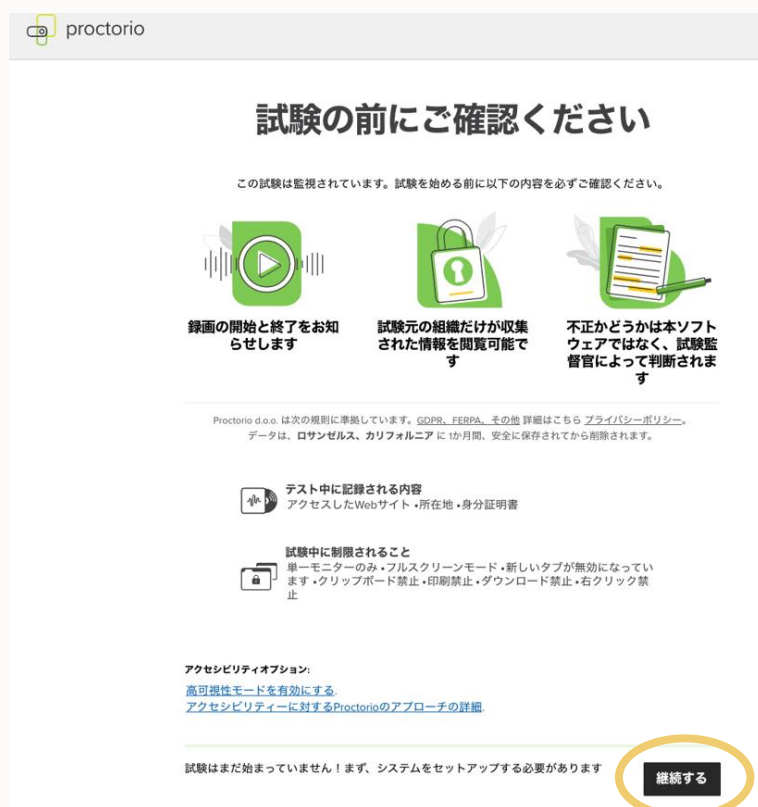 proctorio
試験の前にご確認ください
この試験は監視されています。試験を始める前に以下の内容を必ずご確認ください。
録画の開始と終了をお知
らせします
試験元の組織だけが収集
された情報を閲覧可能で
す
不正かどうかは本ソフト
ウェアではなく、試験監
督官によって判断されま
す
Proctorio d.o.o. は次の規則に準拠しています。GDPR、FERPA、その他 詳細はこちら プライバシーポリシー。
データは、ロサンゼルス、カリフォルニア に 1か月間、安全に保存されてから削除されます。
テスト中に記録される内容
アクセスしたWebサイト •所在地 •身分証明書
試験中に制限されること
単一モニターのみ •フルスクリーンモード •新しいタブが無効になってい
ます •クリップボード禁止 •印刷禁止 •ダウンロード禁止 •右クリック禁
止
アクセシビリティオプション:
高可視性モードを有効にする.
アクセシビリティーに対するProctorioのアプローチの詳細.
試験はまだ始まっていません！まず、システムをセットアップする必要があります
継続する